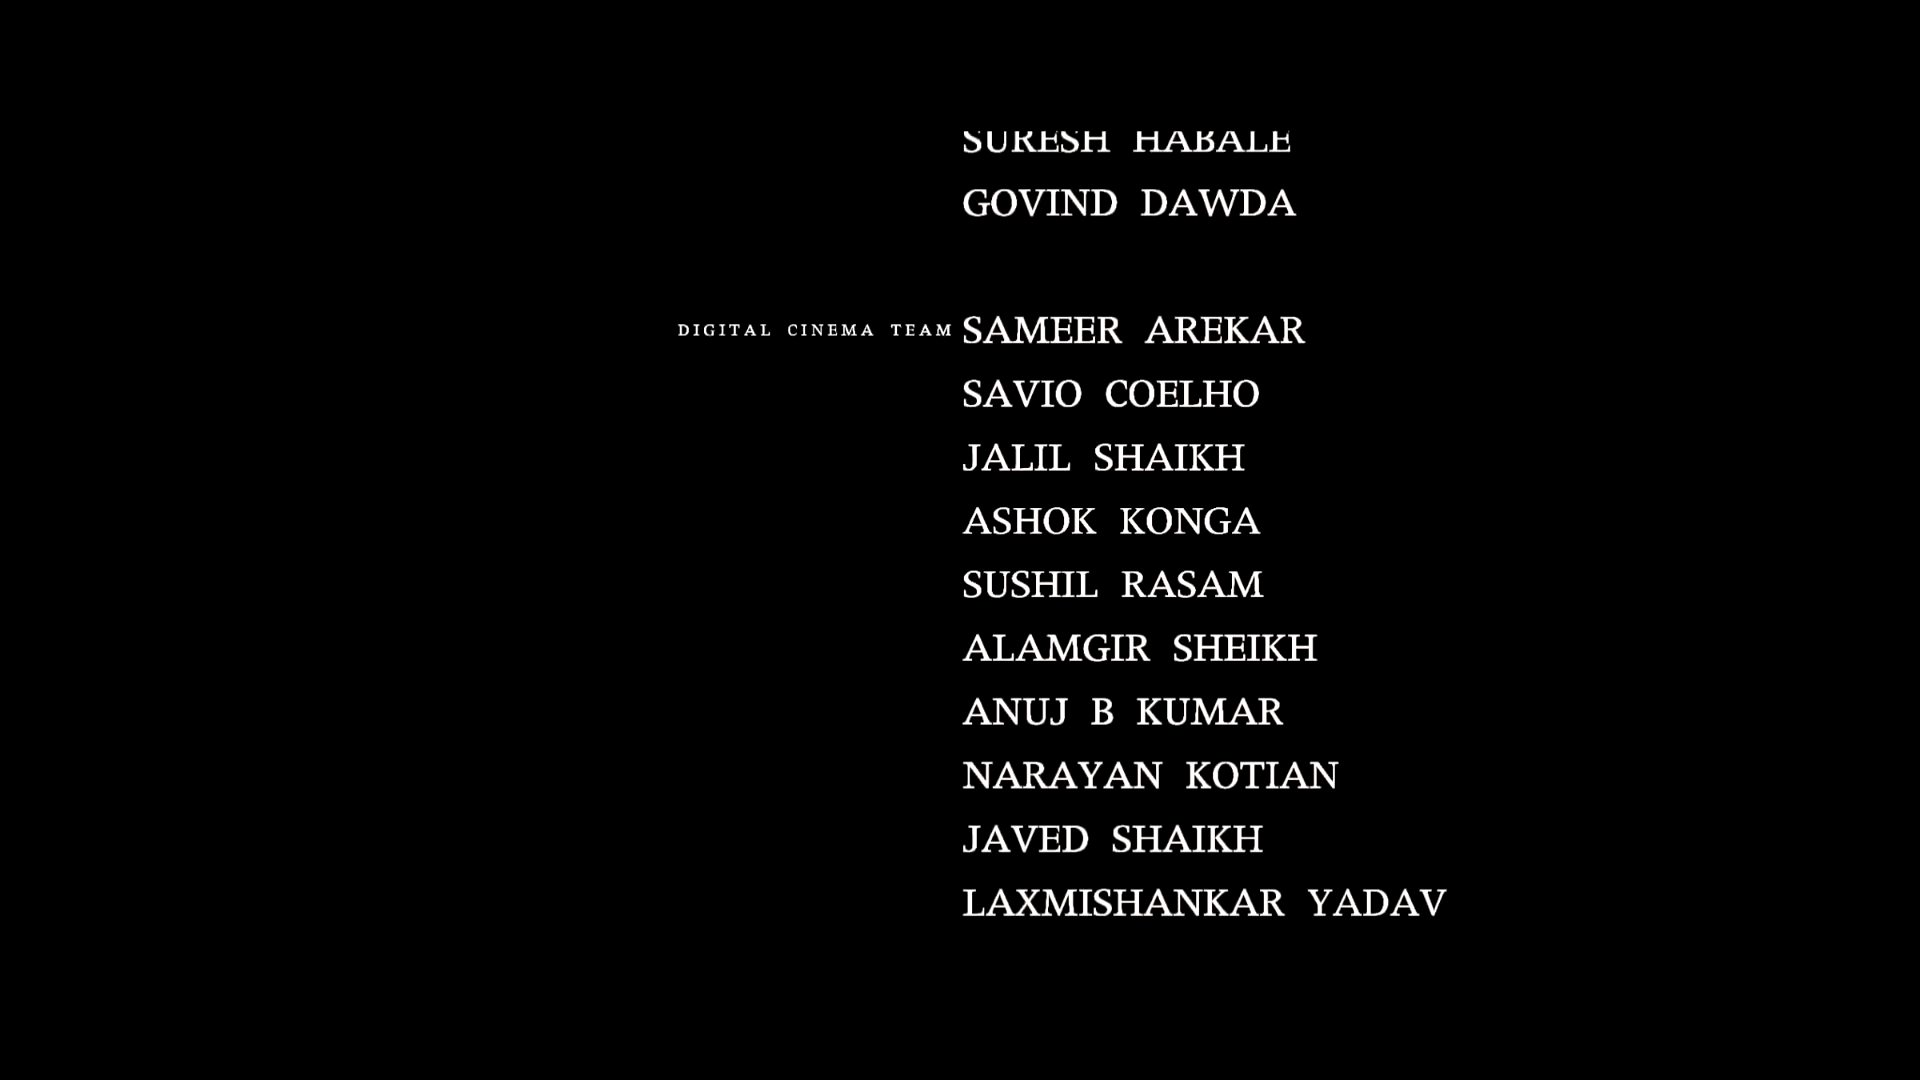 SURESH HABALE
GOVIND DAWDA
DIGITAL CINEMA TEAM SAMEER AREKAR
SAVIO COELHO
JALIL SHAIKH
ASHOK KONGA
SUSHIL RASAM
ALAMGIR SHEIKH
ANUJ B KUMAR
NARAYAN KOTIAN
JAVED SHAIKH
LAXMISHANKAR YADAV